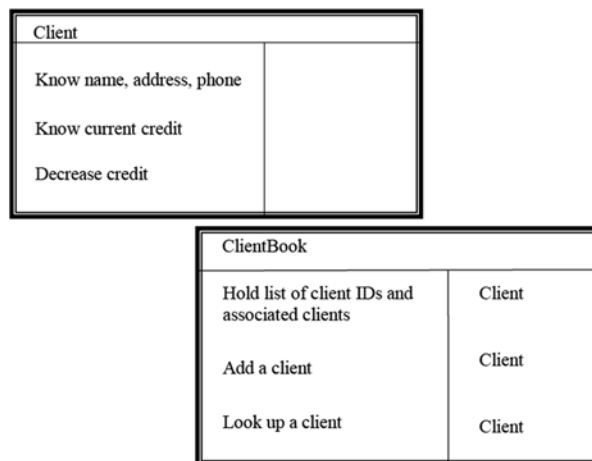 Client
Know name, address, phone
Know current credit
Decrease credit
ClientBook
Hold list of client IDs and
associated clients
Client
Add a client
Client
Look up a client
Client